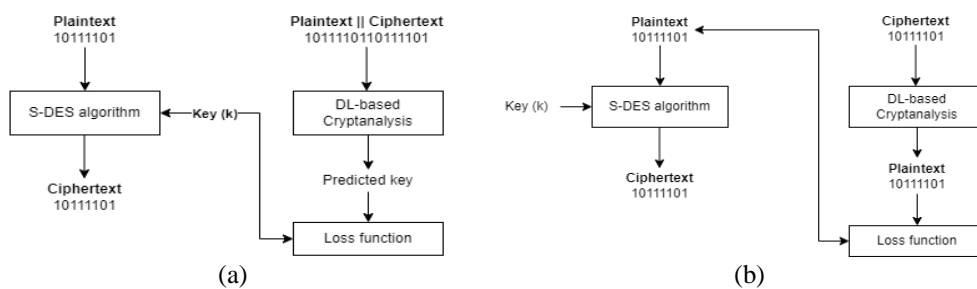 Plaintext
10111101
S-DES algorithm
Key (k)
Ciphertext
10111101
Plaintext || Ciphertext
1011110110111101
DL-based
Cryptanalysis
Predicted key
Loss function
(a)
Plaintext
10111101
Key (k)
S-DES algorithm
Ciphertext
10111101
Ciphertext
10111101
DL-based
Cryptanalysis
Plaintext
10111101
Loss function
(b)